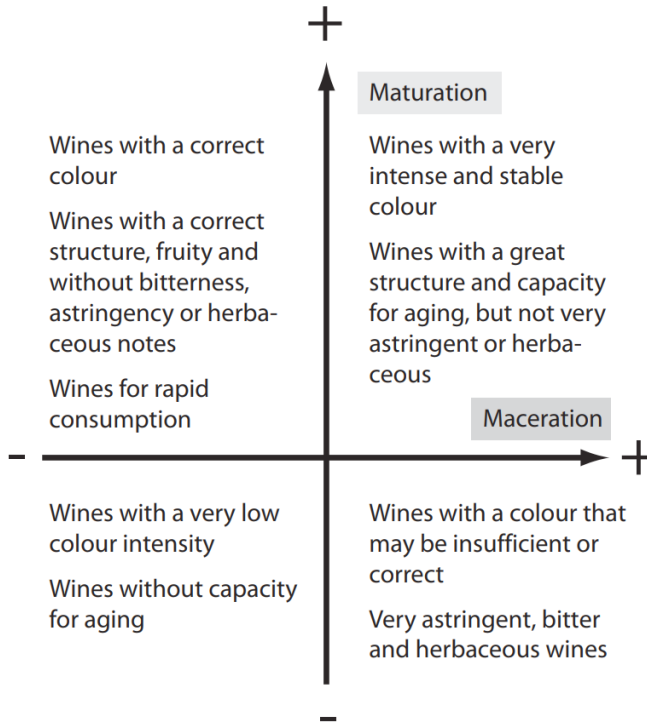 +
Maturation
Wines with a correct
colour
Wines with a correct
structure, fruity and
without bitterness,
astringency or herba-
ceous notes
Wines for rapid
consumption
Wines with a very
intense and stable
colour
Wines with a great
structure and capacity
for aging, but not very
astringent or herba-
ceous
Maceration
-
+
Wines with a very low
colour intensity
Wines without capacity
for aging
Wines with a colour that
may be insufficient or
correct
Very astringent, bitter
and herbaceous wines
-